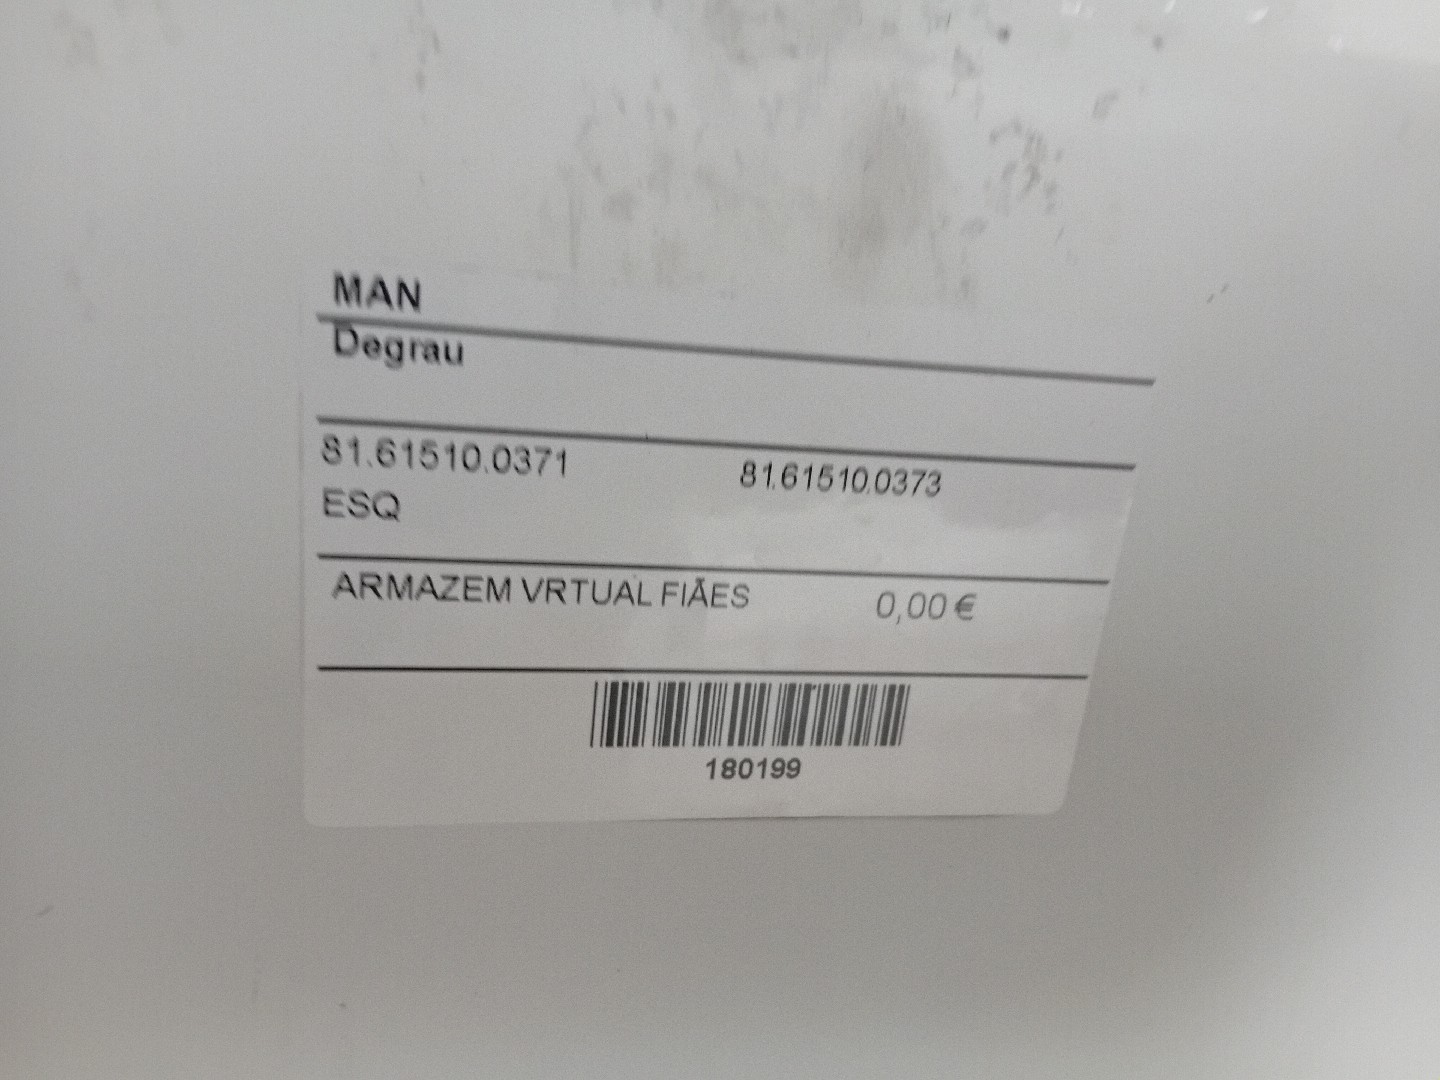 MAN
Degrau
81.61510.0371 81.61510.0373
ESQ
ARMAZEM VRTUAL FIÃES 0,00 €
180199